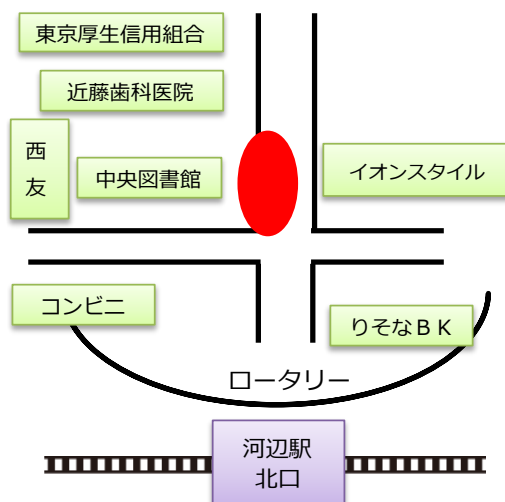 東京厚生信用組合
近藤歯科医院
西
友
中央図書館
イオンスタイル
コンビニ
りそなＢＫ
ロータリー
河辺駅
北口